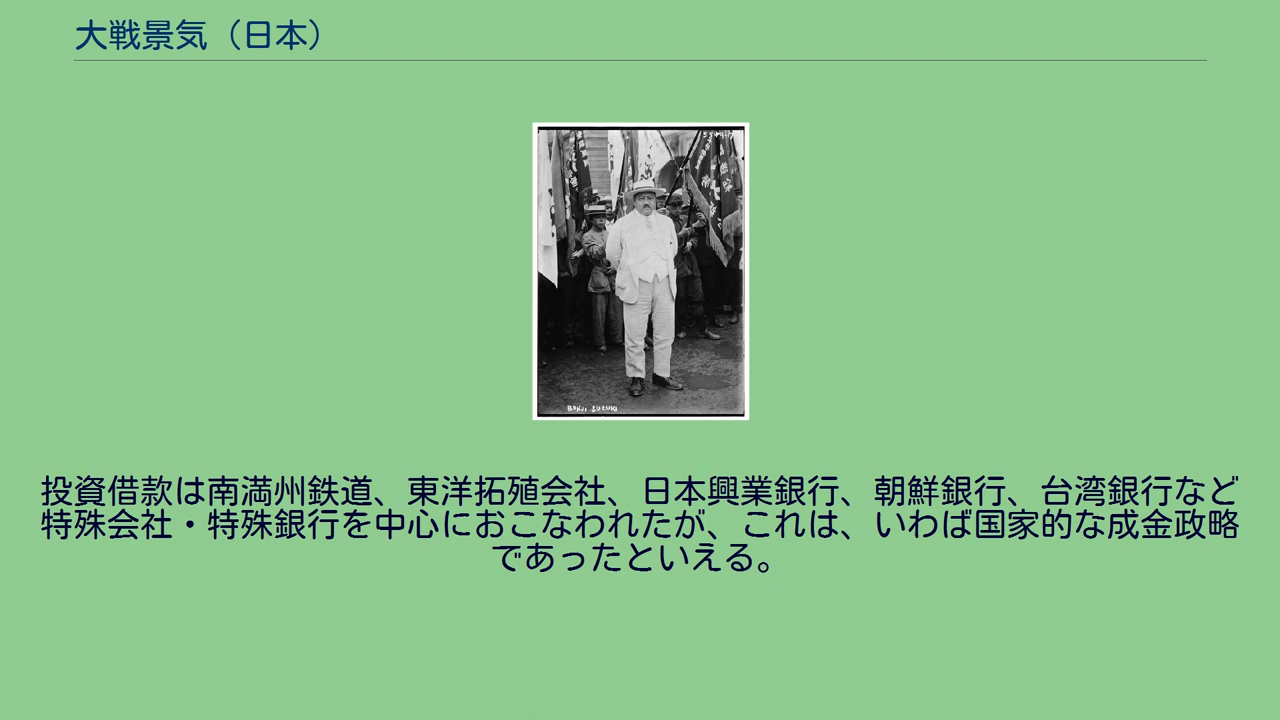 大戦景気（日本）
BANJI SUZUKI
投資借款は南満州鉄道、東洋拓殖会社、日本興業銀行、朝鮮銀行、台湾銀行など
特殊会社・特殊銀行を中心におこなわれたが、これは、いわば国家的な成金政略
であったといえる。